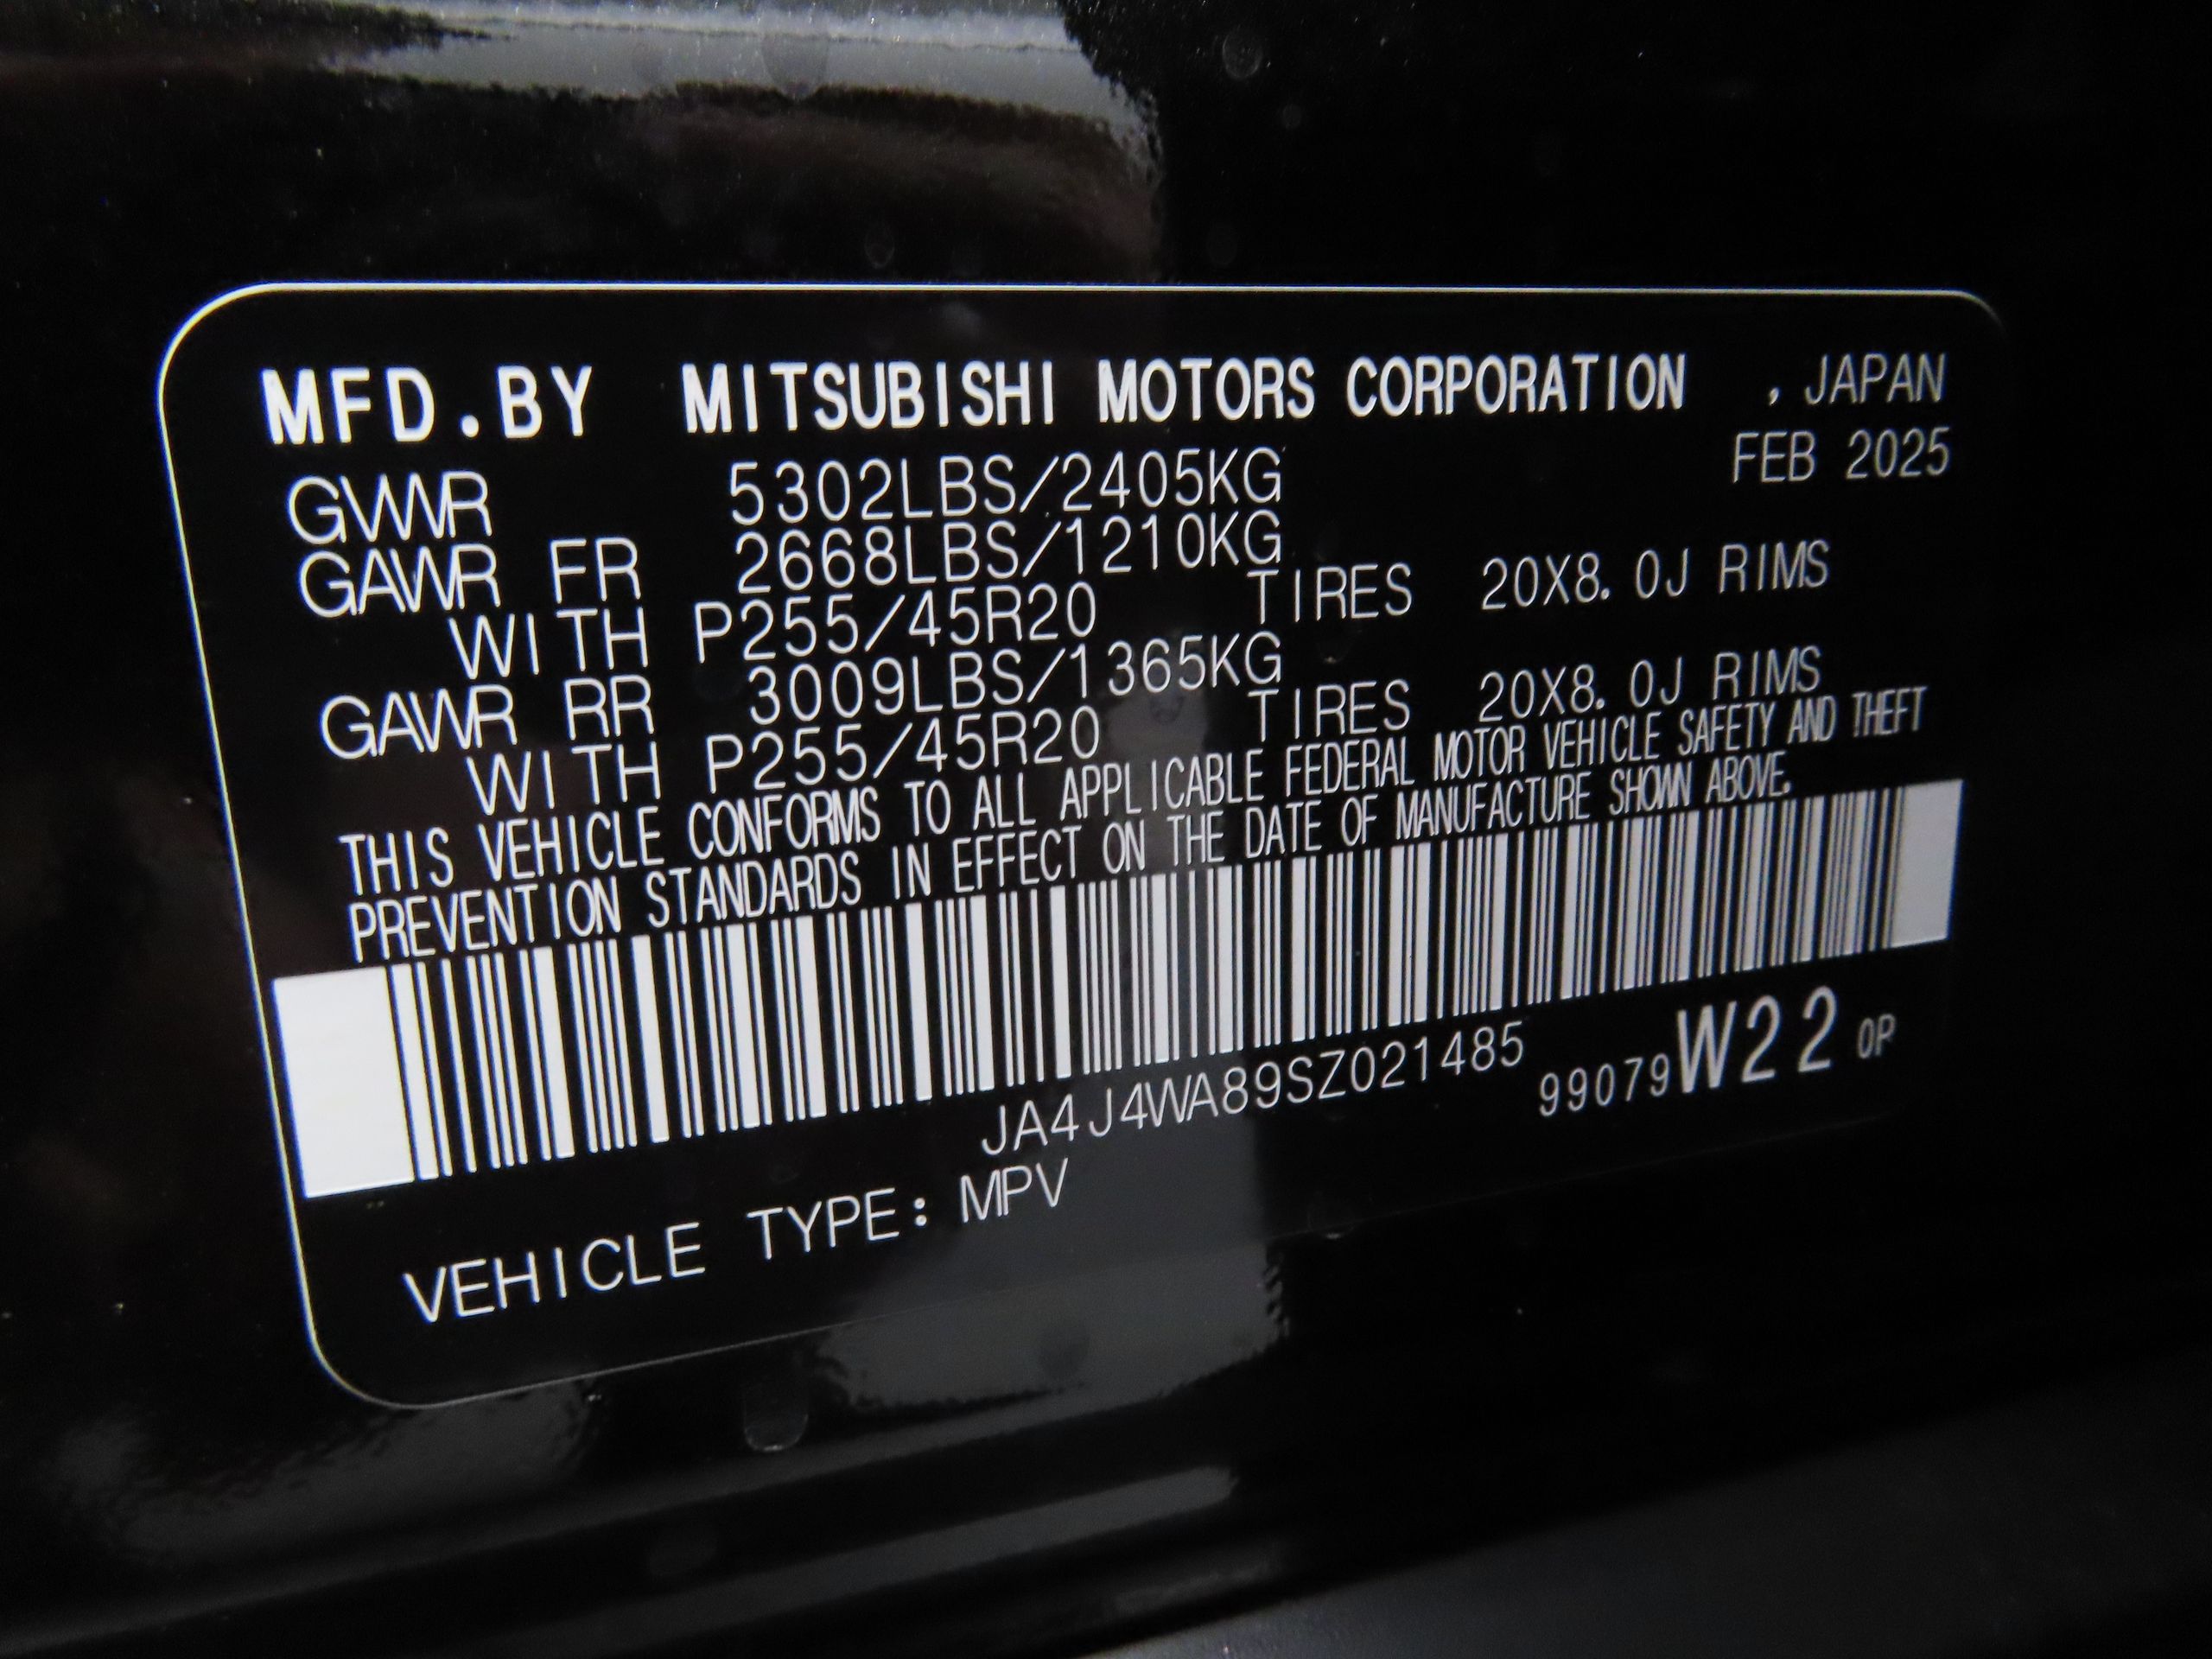 MFD.BY MITSUBISHI MOTORS CORPORATION , JAPAN
FEB 2025
GVWR 5302LBS/2405KG
GAWR FR 2668LBS/1210KG
WITH P255/45R20 TIRES 20X8.0J RIMS
GAWR RR 3009LBS/1365KG
WITH P255/45R20 TIRES 20X8.0J RIMS
THIS VEHICLE CONFORMS TO ALL APPLICABLE FEDERAL MOTOR VEHICLE SAFETY AND THEFT
PREVENTION STANDARDS IN EFFECT ON THE DATE OF MANUFACTURE SHOWN ABOVE.
JA4J4WA89SZ021485 99079W22 0P
VEHICLE TYPE: MPV